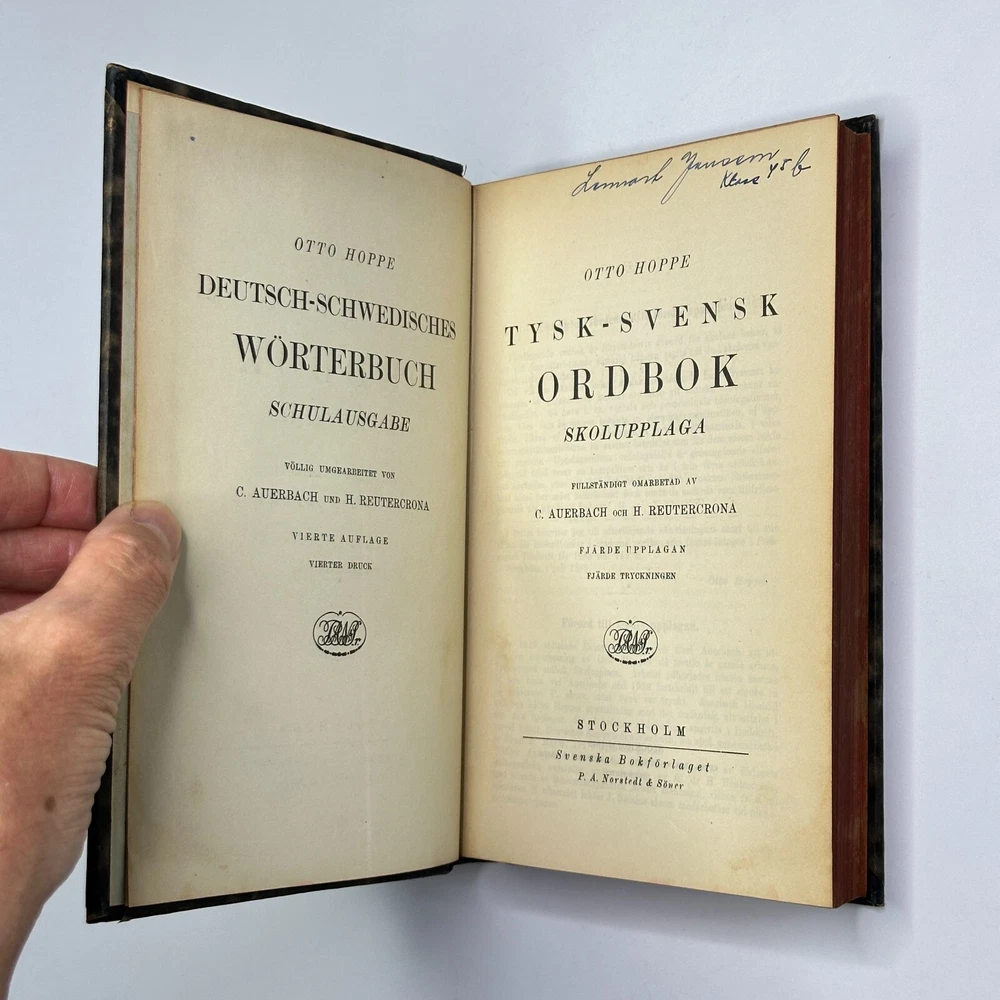 OTTO HOPPE
DEUTSCH-SCHWEDISCHES
WÖRTERBUCH
SCHULAUSGABE
VÖLLIG UMGEARBEITET VON
C. AUERBACH UND H. REUTERCRONA
VIERTE AUFLAGE
VIERTER DRUCK
Lennart Jansson
Klass 45 b
OTTO HOPPE
TYSK-SVENSK
ORDBOK
SKOLUPPLAGA
FULLSTÄNDIGT OMARBETAD AV
C. AUERBACH OCH H. REUTERCRONA
FJÄRDE UPPLAGAN
FJÄRDE TRYCKNINGEN
STOCKHOLM
Svenska Bokförlaget
P. A. Norstedt & Söner